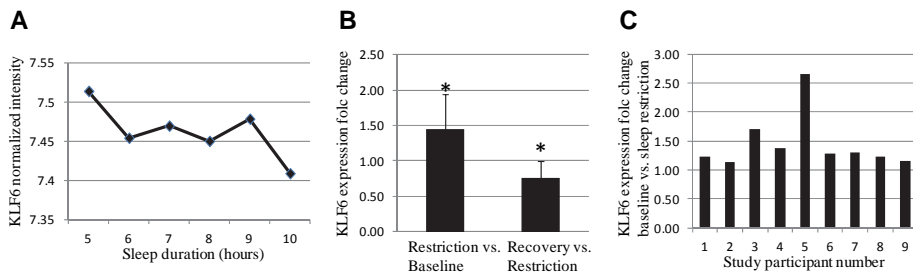 A
KLF6 normalized intensity
7.55
7.5
7.45
7.4
7.35
5 6 7 8 9 10
Sleep duration (hours)
B
KLF6 expression folc change
2.50
2.00
1.50
1.00
0.50
0.00
*
*
Restriction vs. Recovery vs.
Baseline Restriction
C
KLF6 expression folc change
baseline vs. sleep restriction
3.00
2.50
2.00
1.50
1.00
0.50
0.00
1 2 3 4 5 6 7 8 9
Study participant number